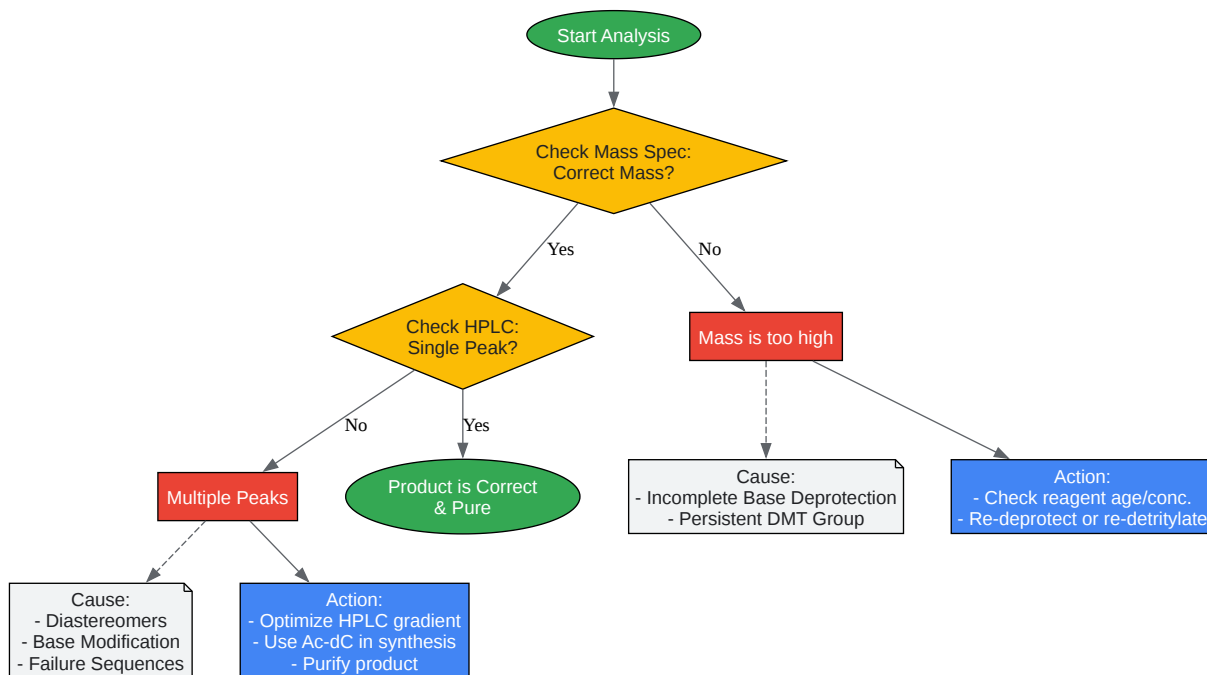 Start Analysis
Check Mass Spec:
Correct Mass?
Yes
No
Check HPLC:
Single Peak?
Mass is too high
No
Yes
Multiple Peaks
Product is Correct
& Pure
Cause:
- Incomplete Base Deprotection
- Persistent DMT Group
Action:
- Check reagent age/conc.
- Re-deprotect or re-detritylate
Cause:
- Diastereomers
- Base Modification
- Failure Sequences
Action:
- Optimize HPLC gradient
- Use Ac-dC in synthesis
- Purify product